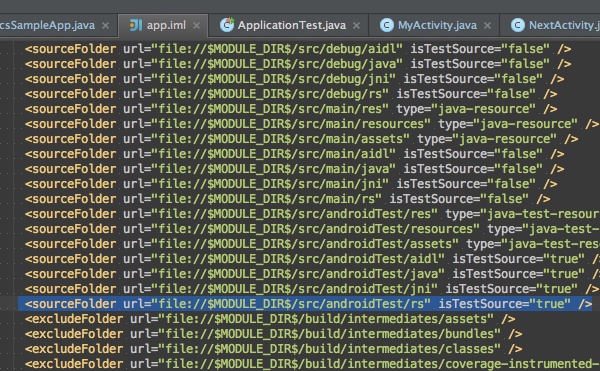 csSampleApp.java app.iml ApplicationTest.java MyActivity.java NextActivity.j
<sourceFolder url="file://$MODULE_DIR$/src/debug/aidl" isTestSource="false" />
<sourceFolder url="file://$MODULE_DIR$/src/debug/java" isTestSource="false" />
<sourceFolder url="file://$MODULE_DIR$/src/debug/jni" isTestSource="false" />
<sourceFolder url="file://$MODULE_DIR$/src/debug/rs" isTestSource="false" />
<sourceFolder url="file://$MODULE_DIR$/src/main/res" type="java-resource" />
<sourceFolder url="file://$MODULE_DIR$/src/main/resources" type="java-resource" />
<sourceFolder url="file://$MODULE_DIR$/src/main/assets" type="java-resource" />
<sourceFolder url="file://$MODULE_DIR$/src/main/aidl" isTestSource="false" />
<sourceFolder url="file://$MODULE_DIR$/src/main/java" isTestSource="false" />
<sourceFolder url="file://$MODULE_DIR$/src/main/jni" isTestSource="false" />
<sourceFolder url="file://$MODULE_DIR$/src/main/rs" isTestSource="false" />
<sourceFolder url="file://$MODULE_DIR$/src/androidTest/res" type="java-test-resour
<sourceFolder url="file://$MODULE_DIR$/src/androidTest/resources" type="java-test-
<sourceFolder url="file://$MODULE_DIR$/src/androidTest/assets" type="java-test-res
<sourceFolder url="file://$MODULE_DIR$/src/androidTest/aidl" isTestSource="true" />
<sourceFolder url="file://$MODULE_DIR$/src/androidTest/java" isTestSource="true" />
<sourceFolder url="file://$MODULE_DIR$/src/androidTest/jni" isTestSource="true" />
<sourceFolder url="file://$MODULE_DIR$/src/androidTest/rs" isTestSource="true" />
<excludeFolder url="file://$MODULE_DIR$/build/intermediates/assets" />
<excludeFolder url="file://$MODULE_DIR$/build/intermediates/bundles" />
<excludeFolder url="file://$MODULE_DIR$/build/intermediates/classes" />
<excludeFolder url="file://$MODULE_DIR$/build/intermediates/coverage-instrumented-